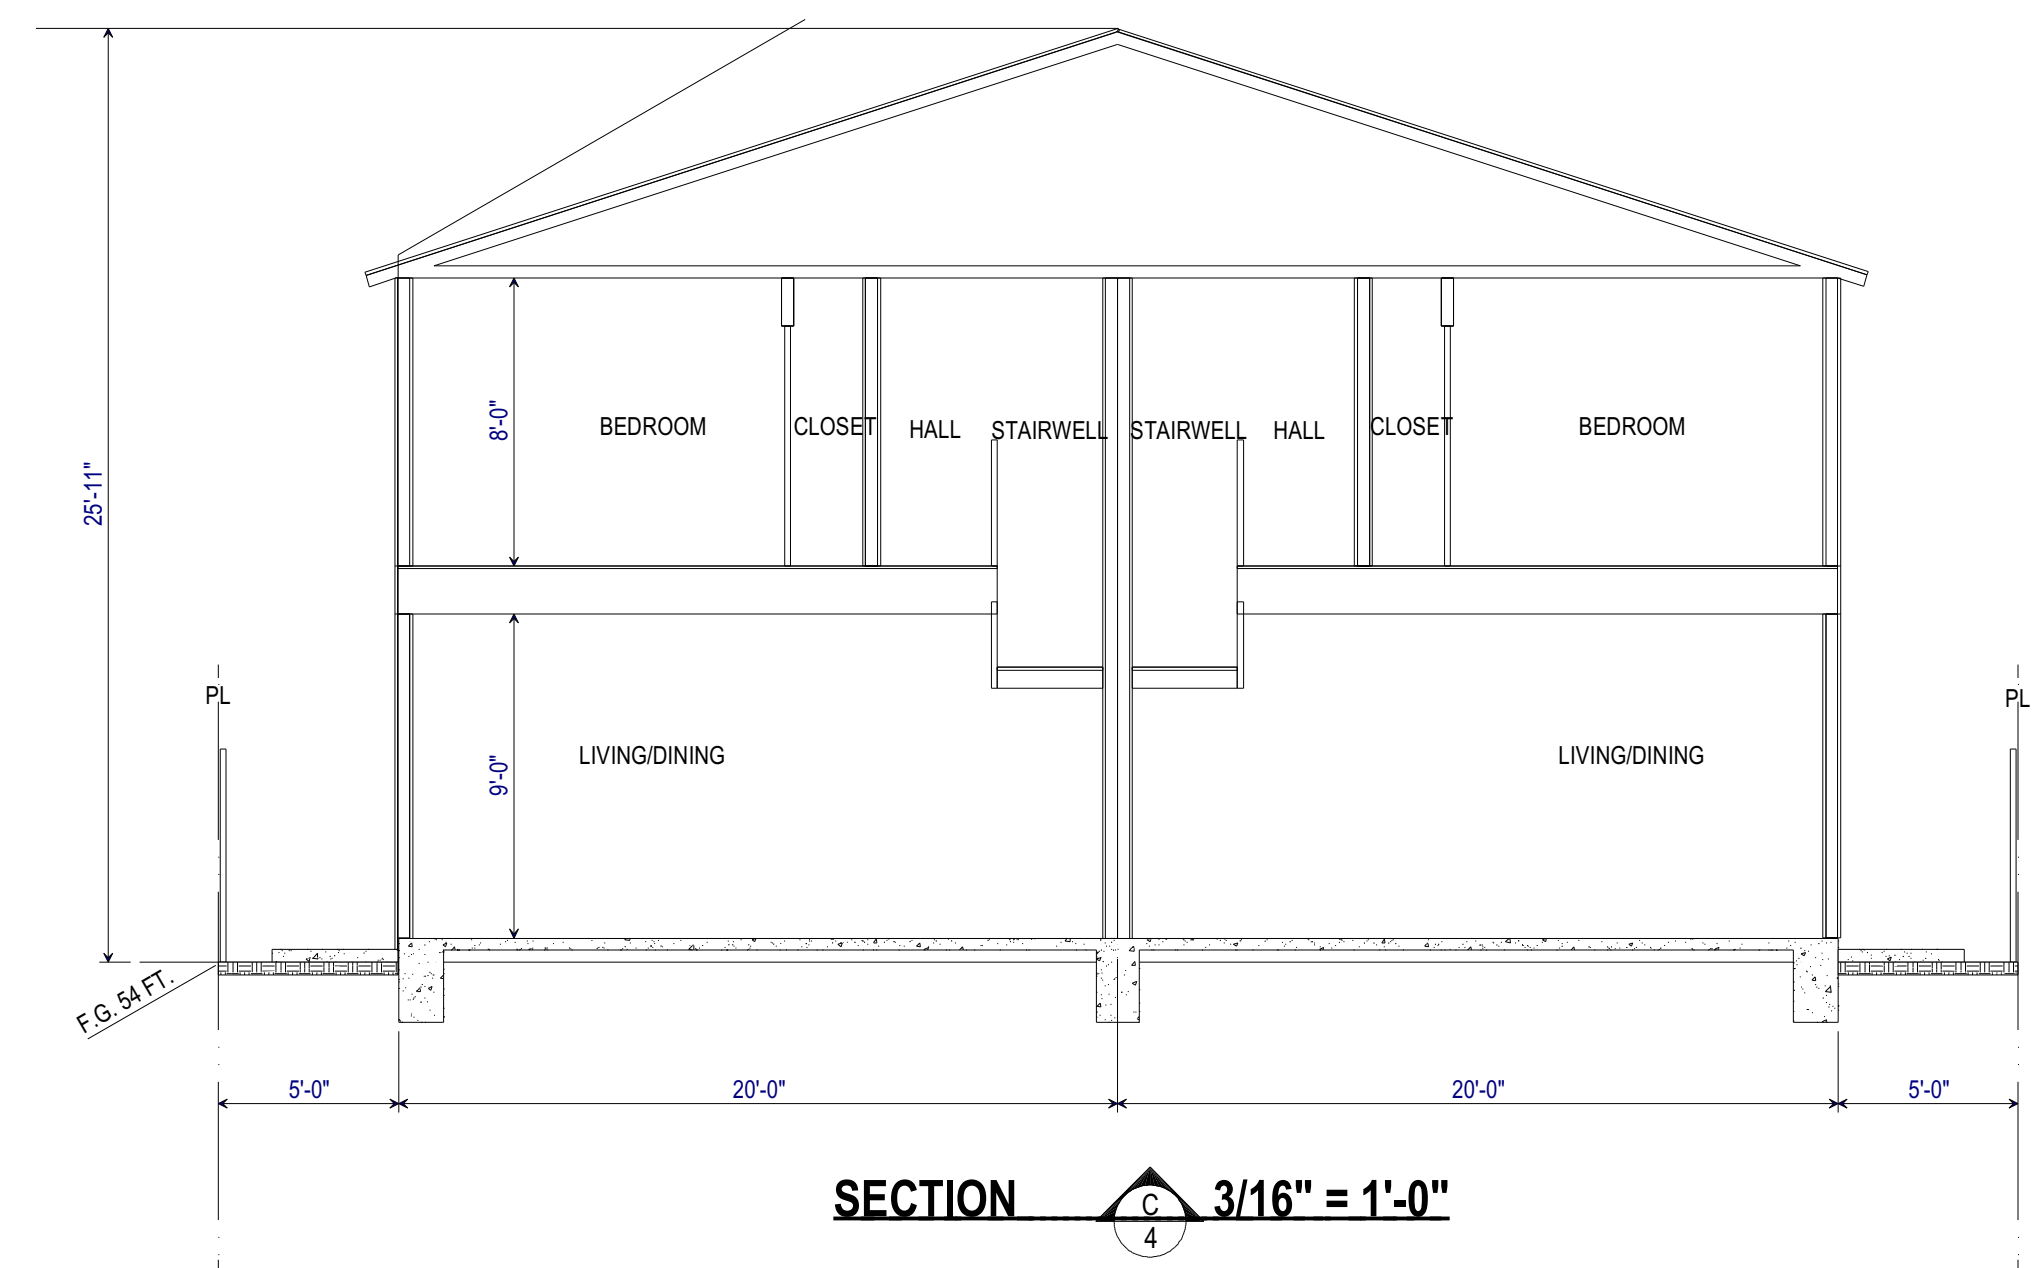 25'-11"
8'-0"
BEDROOM
CLOSET
HALL
STAIRWELL
STAIRWELL
HALL
CLOSET
BEDROOM
PL
PL
9'-0"
LIVING/DINING
LIVING/DINING
F.G. 54 FT.
5'-0"
20'-0"
20'-0"
5'-0"
SECTION C 3/16" = 1'-0"
4